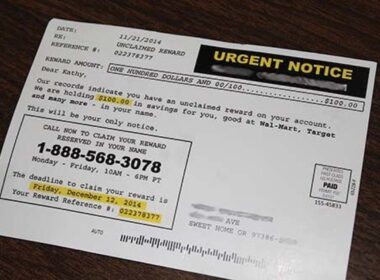 DATE: 11/21/2014
RE: UNCLAIMED REWARD
REFERENCE #: 022378377
URGENT NOTICE
REWARD AMOUNT: ONE HUNDRED DOLLARS AND 00/100 $100.00
Dear Kathy,
Our records indicate you have an unclaimed reward on your account.
We are holding $100.00 in savings for you, good at Wal-Mart, Target
and many more - in your name.
This will be your only notice.
CALL NOW TO CLAIM YOUR REWARD
RESERVED IN YOUR NAME
1-888-568-3078
Monday - Friday, 10AM - 6PM PT
The deadline to claim your reward is
Friday, December 12, 2014
Your Reward Reference #: 022378377
PAID
155-45833
AUTO
SWEET HOME OR 97386